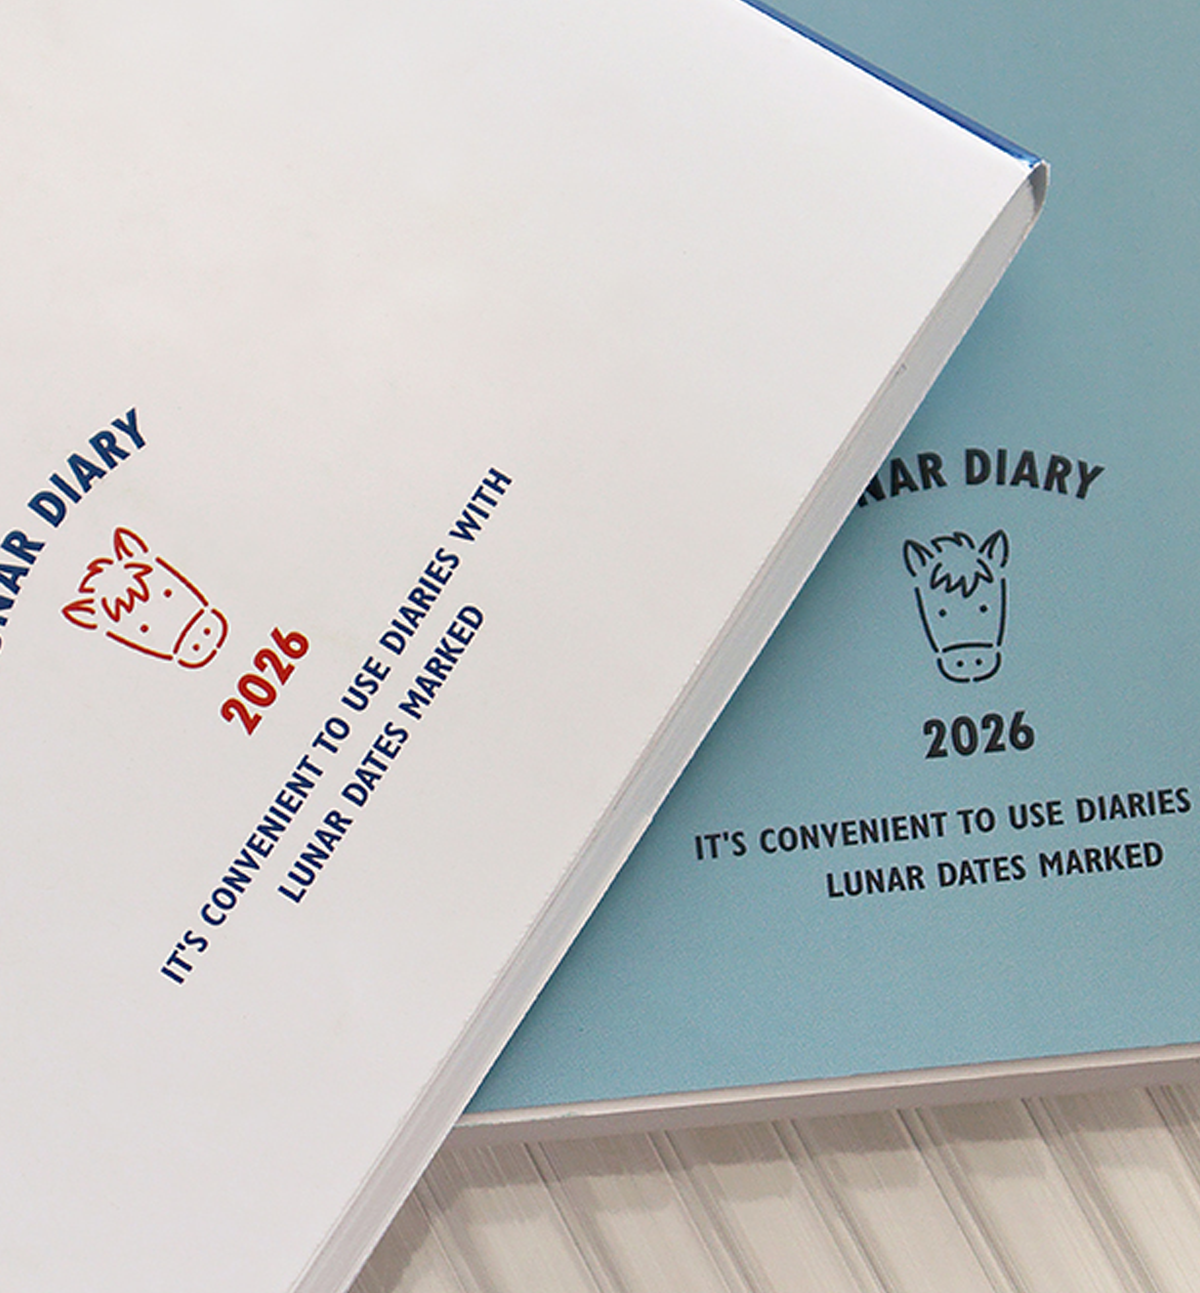 NAR DIARY
2026
IT'S CONVENIENT TO USE DIARIES WITH
LUNAR DATES MARKED
NAR DIARY
2026
IT'S CONVENIENT TO USE DIARIES
LUNAR DATES MARKED